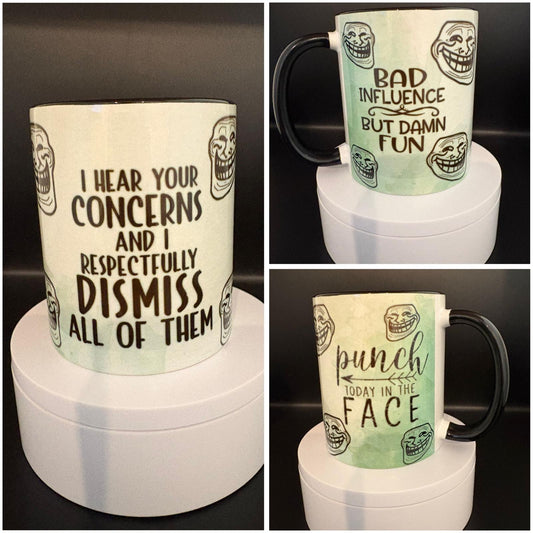 I HEAR YOUR
CONCERNS
AND I
RESPECTFULLY
DISMISS
ALL OF THEM
BAD
INFLUENCE
BUT DAMN
FUN
punch
TODAY IN THE
FACE